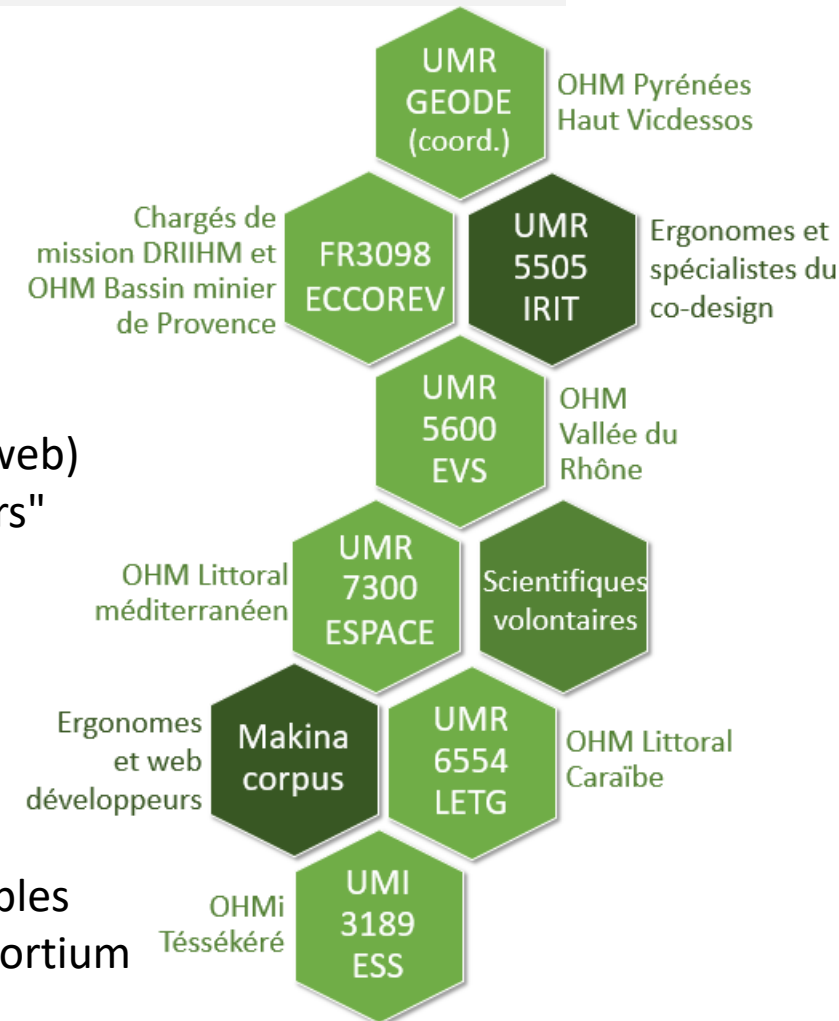 UMR
GEODE
(coord.)
OHM Pyrénées
Haut Vicdessos
Chargés de
mission DRIIHM et
OHM Bassin minier
de Provence
FR3098
ECCOREV
UMR
5505
IRIT
Ergonomes et
spécialistes du
co-design
UMR
5600
EVS
OHM
Vallée du
Rhône
web)
rs"
OHM Littoral
méditerranéen
UMR
7300
ESPACE
Scientifiques
volontaires
Ergonomes
et web
développeurs
Makina
corpus
UMR
6554
LETG
OHM Littoral
Caraïbe
bles
ortium
OHMi
Téssékéré
UMI
3189
ESS